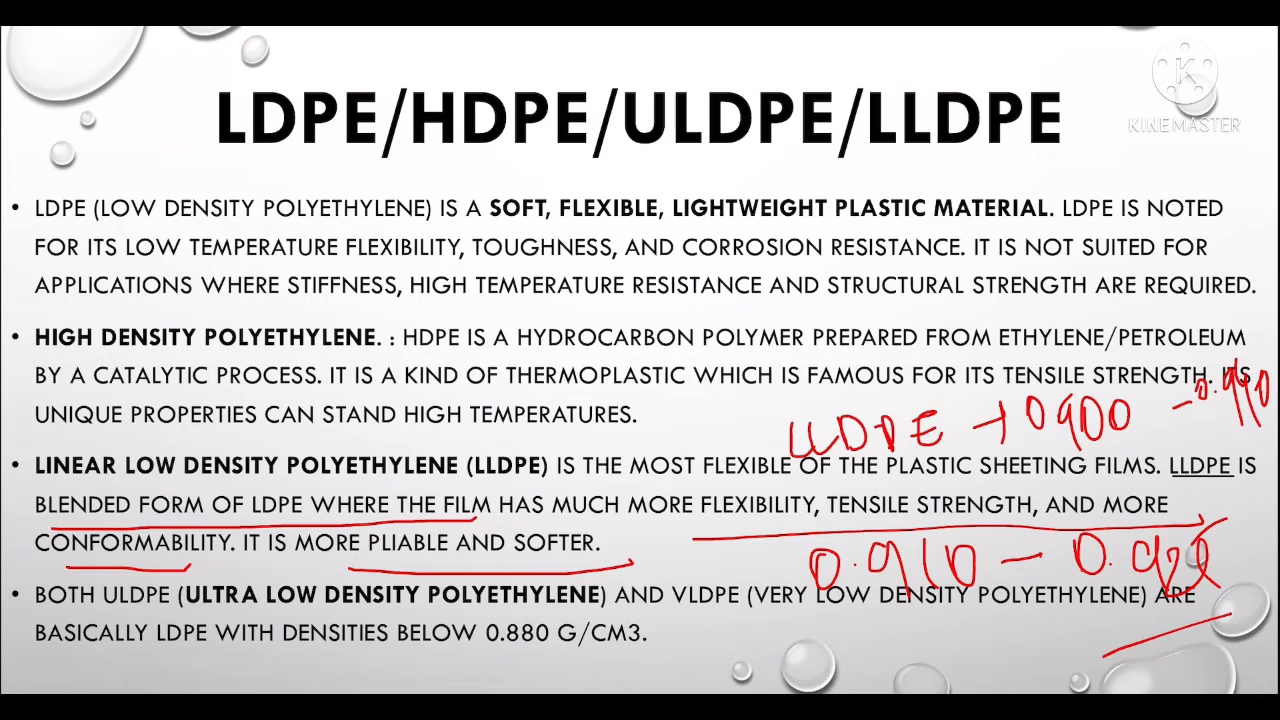 KINEMASTER
LDPE/HDPE/ULDPE/LLDPE
• LDPE (LOW DENSITY POLYETHYLENE) IS A SOFT, FLEXIBLE, LIGHTWEIGHT PLASTIC MATERIAL. LDPE IS NOTED
FOR ITS LOW TEMPERATURE FLEXIBILITY, TOUGHNESS, AND CORROSION RESISTANCE. IT IS NOT SUITED FOR
APPLICATIONS WHERE STIFFNESS, HIGH TEMPERATURE RESISTANCE AND STRUCTURAL STRENGTH ARE REQUIRED.
• HIGH DENSITY POLYETHYLENE. : HDPE IS A HYDROCARBON POLYMER PREPARED FROM ETHYLENE/PETROLEUM
BY A CATALYTIC PROCESS. IT IS A KIND OF THERMOPLASTIC WHICH IS FAMOUS FOR ITS TENSILE STRENGTH. ITS
UNIQUE PROPERTIES CAN STAND HIGH TEMPERATURES.
LLDPE → 0900 -
• LINEAR LOW DENSITY POLYETHYLENE (LLDPE) IS THE MOST FLEXIBLE OF THE PLASTIC SHEETING FILMS. LLDPE IS
BLENDED FORM OF LDPE WHERE THE FILM HAS MUCH MORE FLEXIBILITY, TENSILE STRENGTH, AND MORE
CONFORMABILITY. IT IS MORE PLIABLE AND SOFTER.
0.910 -
• BOTH ULDPE (ULTRA LOW DENSITY POLYETHYLENE) AND VLDPE (VERY LOW DENSITY POLYETHYLENE) ARE
BASICALLY LDPE WITH DENSITIES BELOW 0.880 G/CM3.